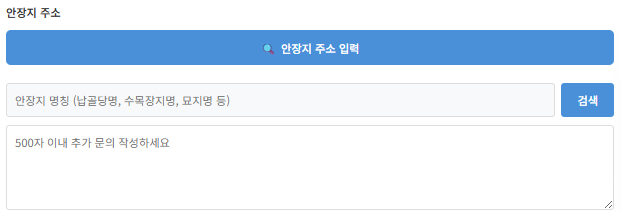 안장지 주소
안장지 주소 입력
안장지 명칭 (납골당명, 수목장지명, 묘지명 등)
검색
500자 이내 추가 문의 작성하세요